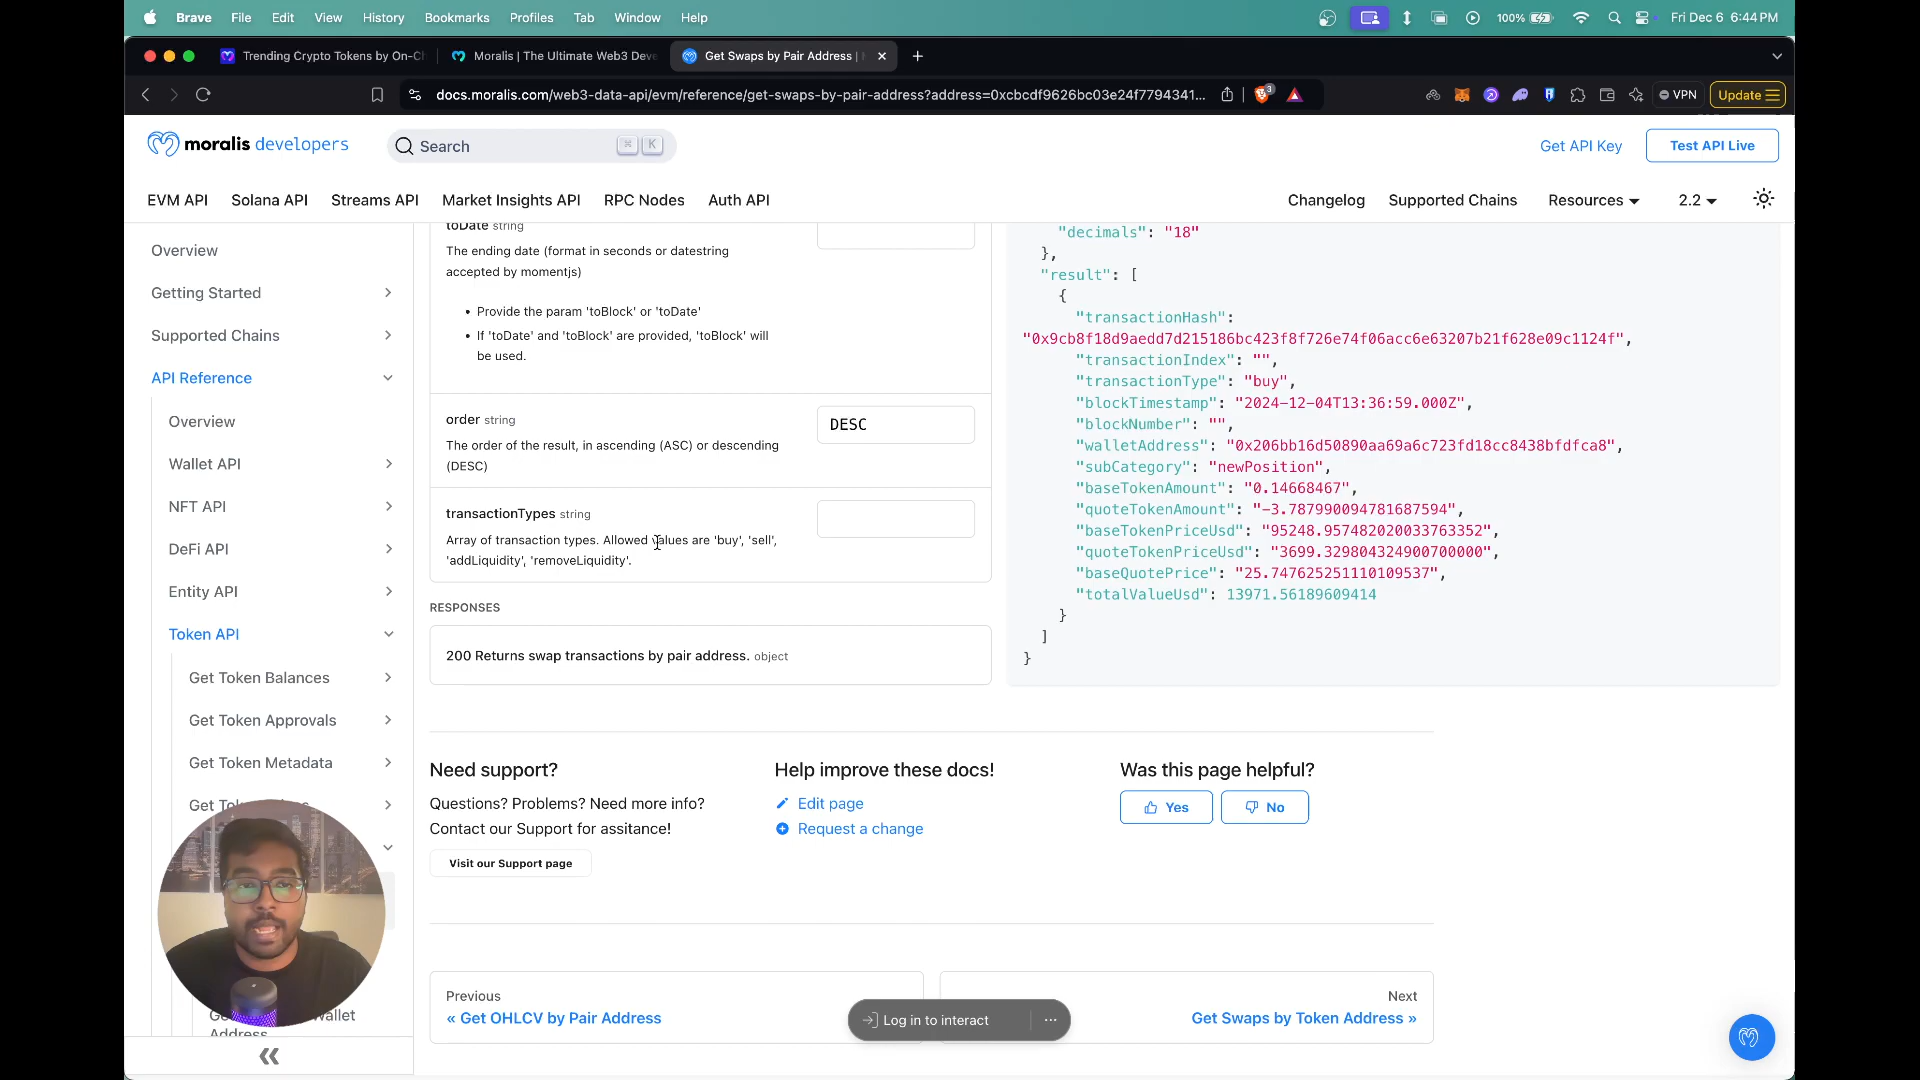 Brave File Edit View History Bookmarks Profiles Tab Window Help
100% Fri Dec 6 6:44 PM
Trending Crypto Tokens by On-Ch
Moralis | The Ultimate Web3 Deve
Get Swaps by Pair Address |
docs.moralis.com/web3-data-api/evm/reference/get-swaps-by-pair-address?address=0xcbcdf9626bc03e24f7794341...
3
VPN
Update
moralis developers
Search
⌘ K
Get API Key
Test API Live
EVM API Solana API Streams API Market Insights API RPC Nodes Auth API
Changelog Supported Chains Resources 2.2
Overview
Getting Started
Supported Chains
API Reference
Overview
Wallet API
NFT API
DeFi API
Entity API
Token API
Get Token Balances
Get Token Approvals
Get Token Metadata
Address
toDate string
The ending date (format in seconds or datestring
accepted by momentjs)
• Provide the param 'toBlock' or 'toDate'
• If 'toDate' and 'toBlock' are provided, 'toBlock' will
be used.
order string
DESC
The order of the result, in ascending (ASC) or descending
(DESC)
transactionTypes string
Array of transaction types. Allowed values are 'buy', 'sell',
'addLiquidity', 'removeLiquidity'.
RESPONSES
200 Returns swap transactions by pair address. object
"decimals": "18"
},
"result": [
{
"transactionHash":
"0x9cb8f18d9aedd7d215186bc423f8f726e74f06acc6e63207b21f628e09c1124f",
"transactionIndex": "",
"transactionType": "buy",
"blockTimestamp": "2024-12-04T13:36:59.000Z",
"blockNumber": "",
"walletAddress": "0x206bb16d50890aa69a6c723fd18cc8438bfdfca8",
"subCategory": "newPosition",
"baseTokenAmount": "0.14668467",
"quoteTokenAmount": "-3.787990094781687594",
"baseTokenPriceUsd": "95248.957482020033763352",
"quoteTokenPriceUsd": "3699.329804324900700000",
"baseQuotePrice": "25.747625251110109537",
"totalValueUsd": 13971.56189609414
}
]
}
Need support?
Questions? Problems? Need more info?
Contact our Support for assitance!
Visit our Support page
Help improve these docs!
Edit page
Request a change
Was this page helpful?
Yes
No
Previous
« Get OHLCV by Pair Address
Next
Get Swaps by Token Address »
Log in to interact ...